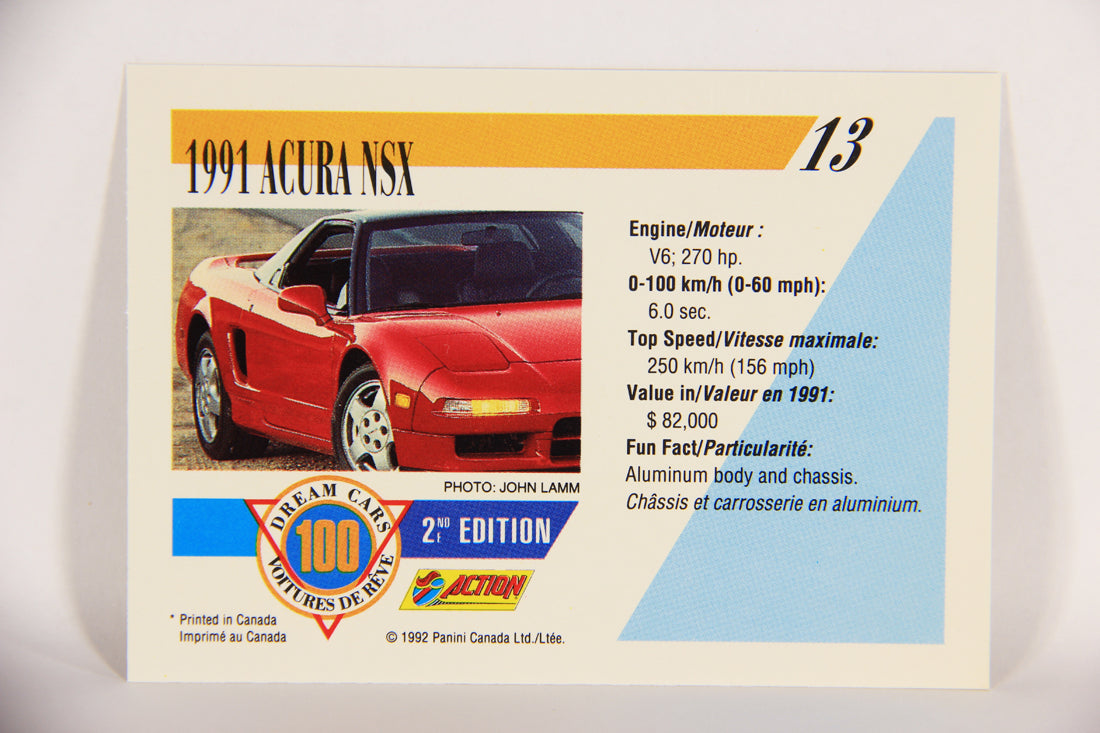 1991 ACURA NSX
13
Engine/Moteur :
V6; 270 hp.
0-100 km/h (0-60 mph):
6.0 sec.
Top Speed/Vitesse maximale:
250 km/h (156 mph)
Value in/Valeur en 1991:
$ 82,000
Fun Fact/Particularité:
Aluminum body and chassis.
Châssis et carrosserie en aluminium.
PHOTO: JOHN LAMM
DREAM CARS
100
VOITURES DE RÊVE
2ND E EDITION
ACTION
* Printed in Canada
Imprimé au Canada
© 1992 Panini Canada Ltd./Ltée.